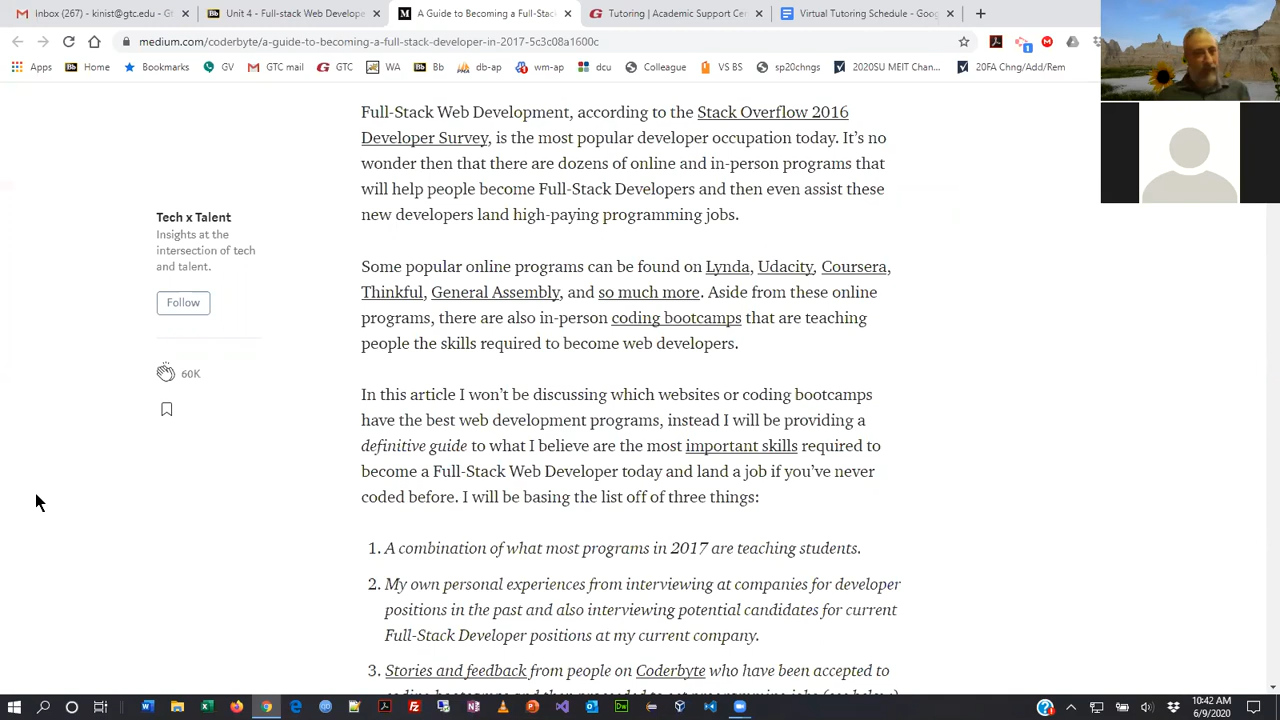 Inbox (267) - kinist@gtc.edu - Gt
Unit 4 - Full-stack Web Develope
A Guide to Becoming a Full-Stack
Tutoring | Academic Support Cen
Virtual Tutoring Schedule - Goog
medium.com/coderbyte/a-guide-to-becoming-a-full-stack-developer-in-2017-5c3c08a1600c
Apps Home Bookmarks GV GTC mail GTC WA Bb db-ap wm-ap dcu Colleague VS BS sp20chngs 2020SU MEIT Chan... 20FA Chng/Add/Rem
Full-Stack Web Development, according to the Stack Overflow 2016
Developer Survey, is the most popular developer occupation today. It's no
wonder then that there are dozens of online and in-person programs that
will help people become Full-Stack Developers and then even assist these
new developers land high-paying programming jobs.
Tech x Talent
Insights at the
intersection of tech
and talent.
Follow
60K
Some popular online programs can be found on Lynda, Udacity, Coursera,
Thinkful, General Assembly, and so much more. Aside from these online
programs, there are also in-person coding bootcamps that are teaching
people the skills required to become web developers.
In this article I won't be discussing which websites or coding bootcamps
have the best web development programs, instead I will be providing a
definitive guide to what I believe are the most important skills required to
become a Full-Stack Web Developer today and land a job if you've never
coded before. I will be basing the list off of three things:
1. A combination of what most programs in 2017 are teaching students.
2. My own personal experiences from interviewing at companies for developer
positions in the past and also interviewing potential candidates for current
Full-Stack Developer positions at my current company.
3. Stories and feedback from people on Coderbyte who have been accepted to
10:42 AM
6/9/2020